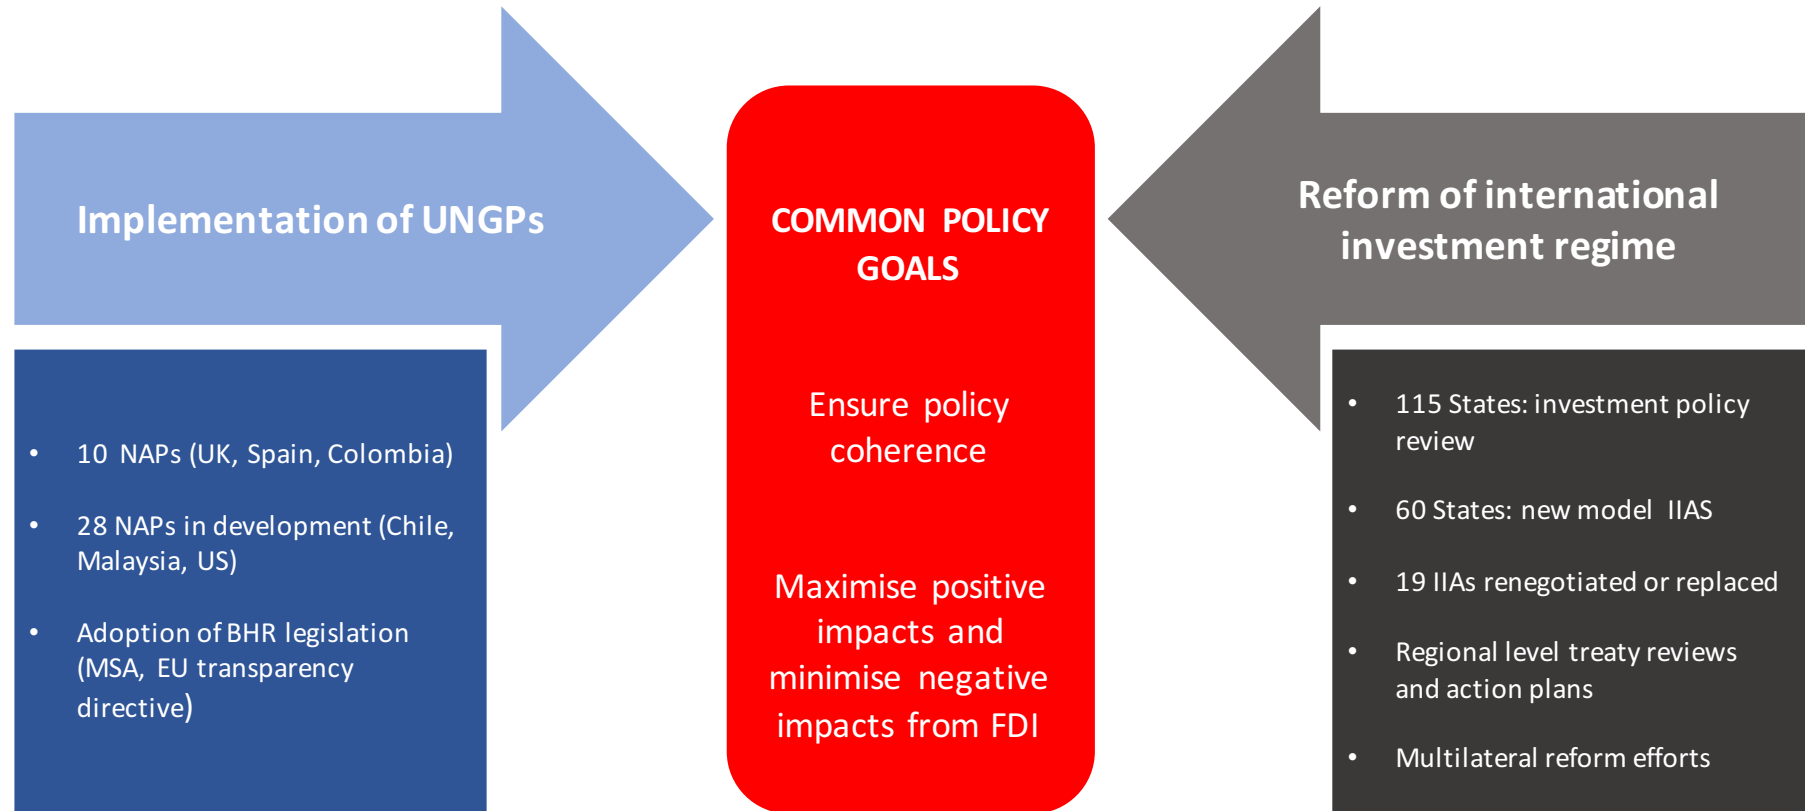 Implementation of UNGPs
• 10 NAPs (UK, Spain, Colombia)
• 28 NAPs in development (Chile,
Malaysia, US)
• Adoption of BHR legislation
(MSA, EU transparency
directive)
COMMON POLICY
GOALS
Ensure policy
coherence
Maximise positive
impacts and
minimise negative
impacts from FDI
Reform of international
investment regime
• 115 States: investment policy
review
• 60 States: new model IIAS
• 19 IIAs renegotiated or replaced
• Regional level treaty reviews
and action plans
• Multilateral reform efforts